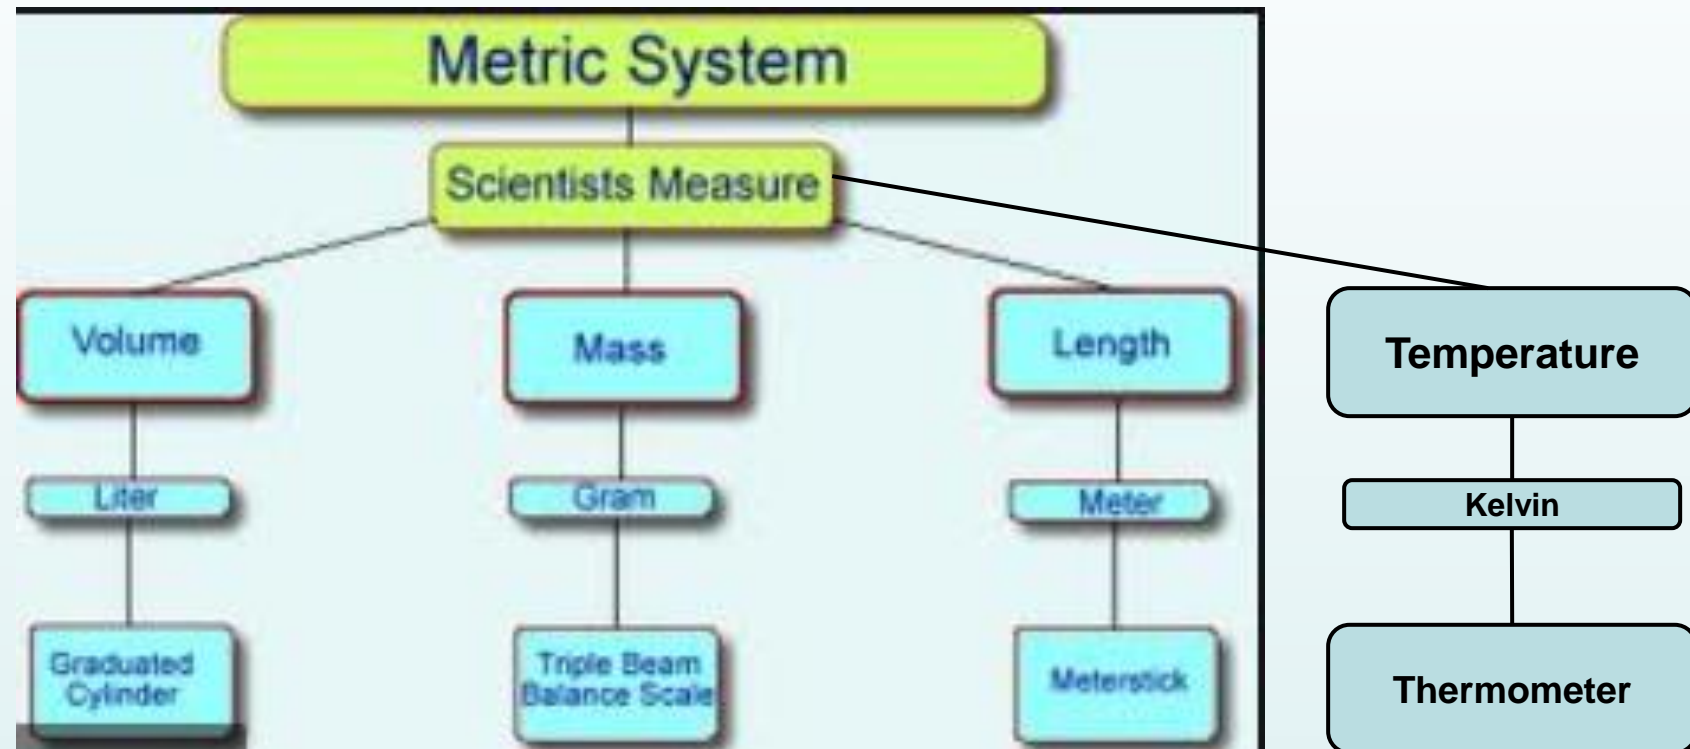 Metric System
Scientists Measure
Volume
Mass
Length
Temperature
Liter
Gram
Meter
Kelvin
Graduated
Cylinder
Triple Beam
Balance Scale
Meterstick
Thermometer